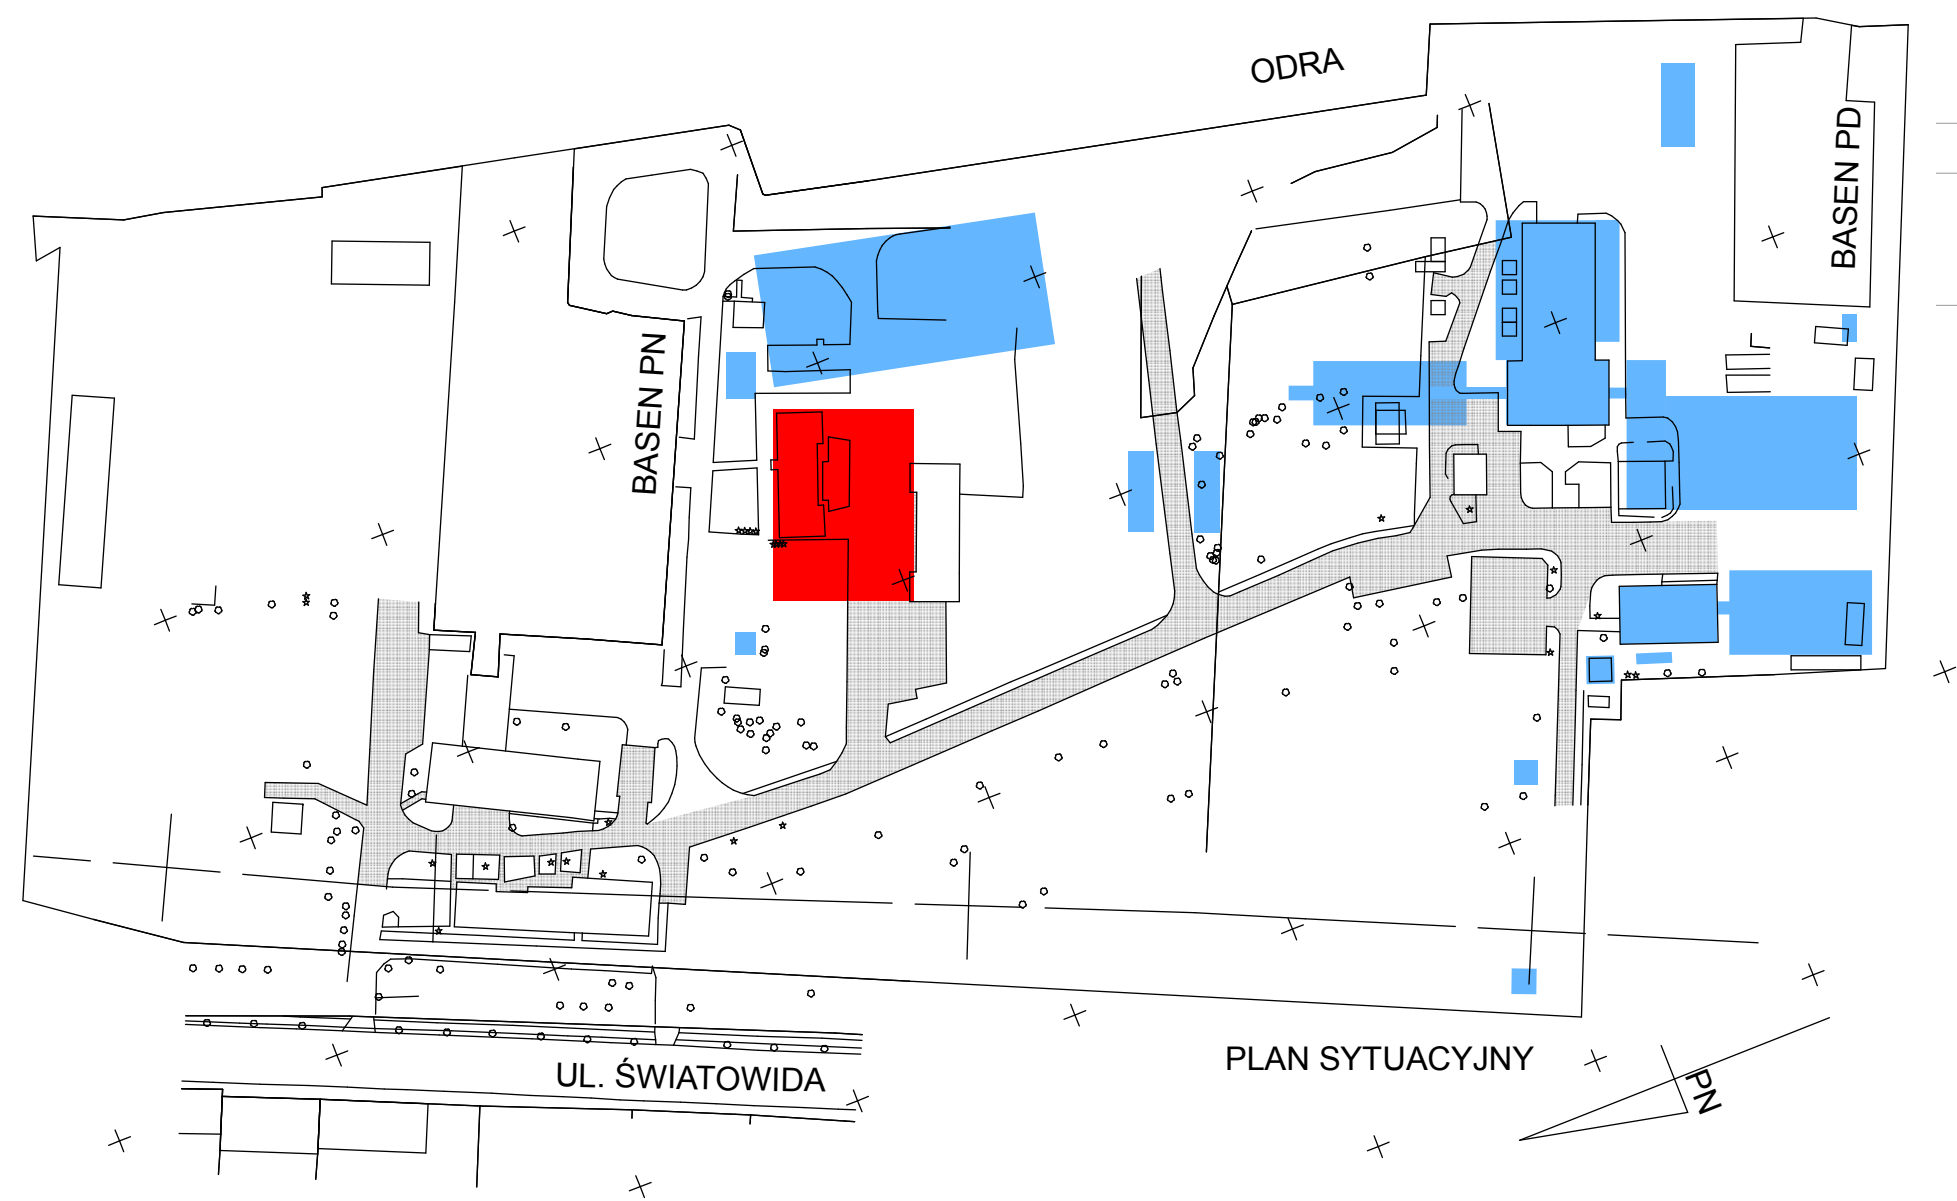 ODRA
BASEN PD
BASEN PN
PLAN SYTUACYJNY
UL. ŚWIATOWIDA
PN